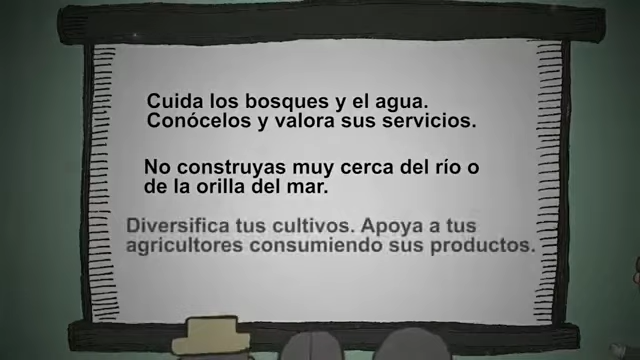 Cuida los bosques y el agua.
Conócelos y valora sus servicios.
No construyas muy cerca del río o
de la orilla del mar.
Diversifica tus cultivos. Apoya a tus
agricultores consumiendo sus productos.